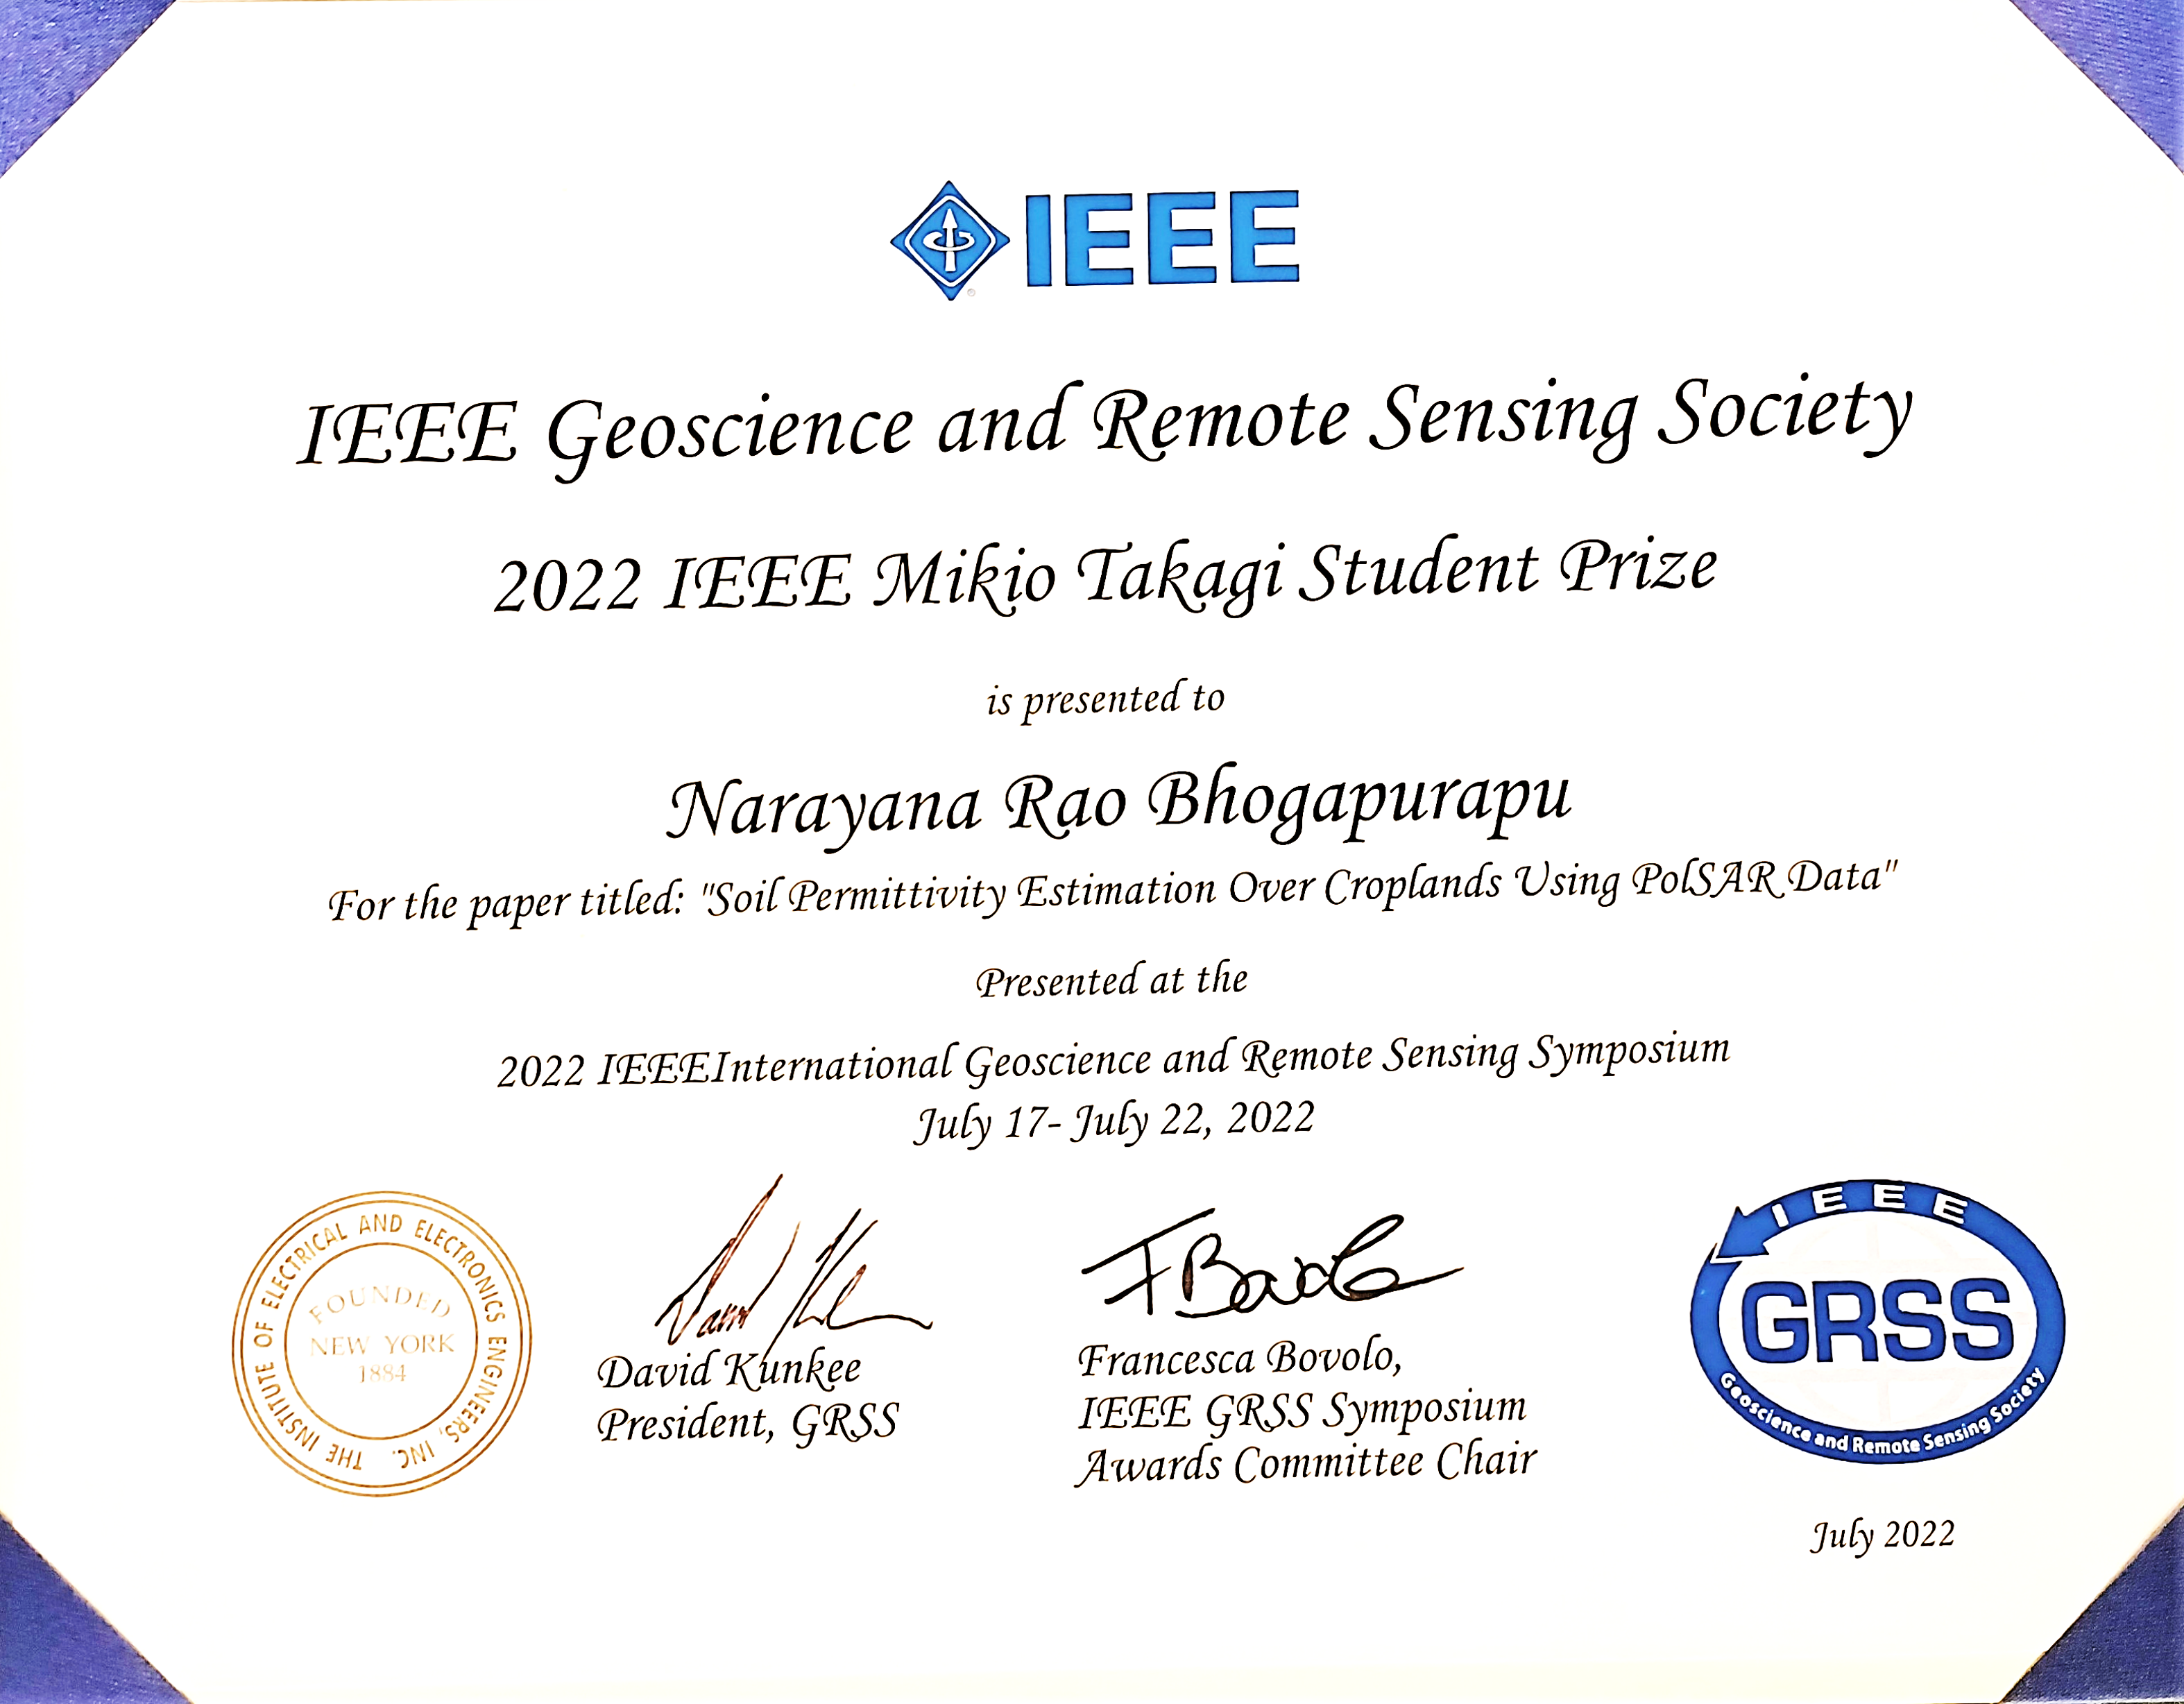 IEEE
IEEE Geoscience and Remote Sensing Society
2022 IEEE Mikio Takagi Student Prize
is presented to
Narayana Rao Bhogapurapu
For the paper titled: "Soil Permittivity Estimation Over Croplands Using PolSAR Data"
Presented at the
2022 IEEEInternational Geoscience and Remote Sensing Symposium
July 17- July 22, 2022
THE INSTITUTE OF ELECTRICAL AND ELECTRONICS ENGINEERS, INC.
FOUNDED
NEW YORK
1884
David Kunkee
President, GRSS
F Bovolo
Francesca Bovolo,
IEEE GRSS Symposium
Awards Committee Chair
IEEE
GRSS
Geoscience and Remote Sensing Society
July 2022